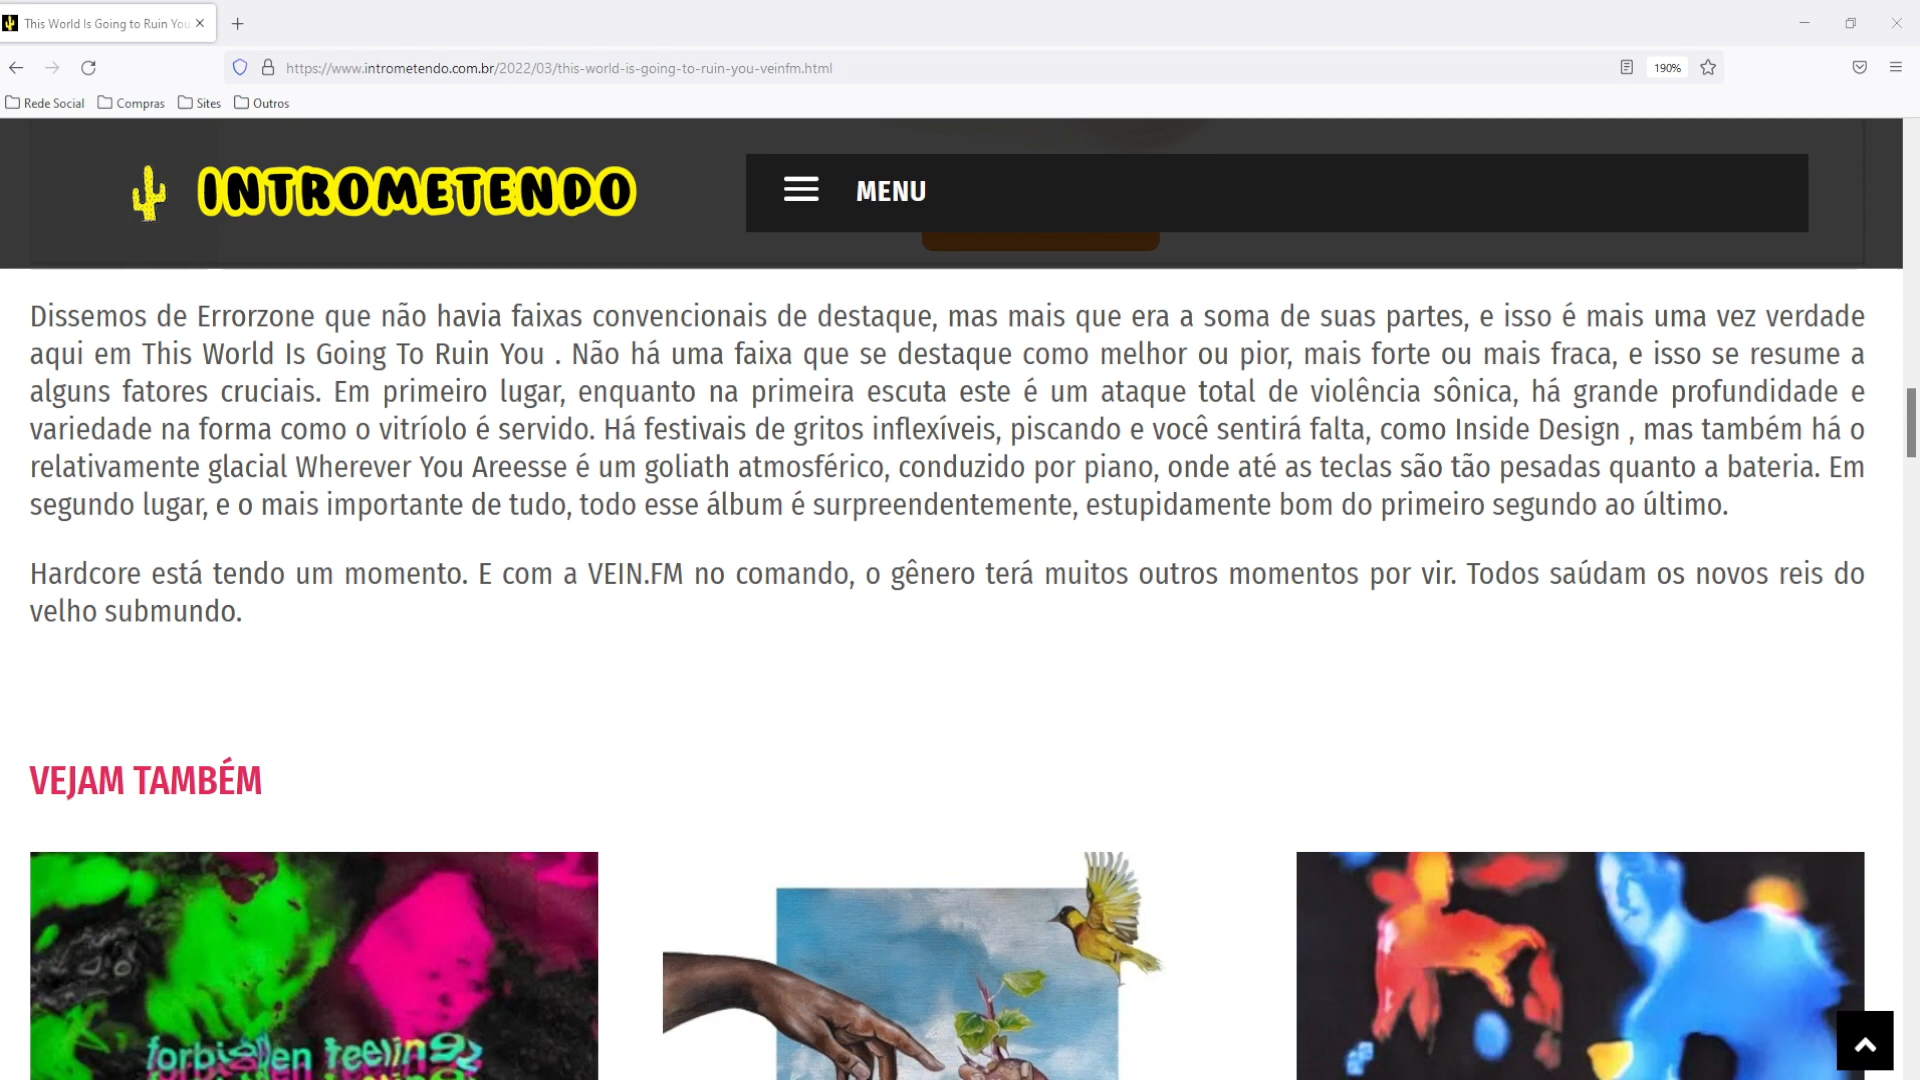 This World Is Going to Ruin You
https://www.intrometendo.com.br/2022/03/this-world-is-going-to-ruin-you-veinfm.html
190%
Rede Social Compras Sites Outros
INTROMETENDO
MENU
Dissemos de Errorzone que não havia faixas convencionais de destaque, mas mais que era a soma de suas partes, e isso é mais uma vez verdade
aqui em This World Is Going To Ruin You . Não há uma faixa que se destaque como melhor ou pior, mais forte ou mais fraca, e isso se resume a
alguns fatores cruciais. Em primeiro lugar, enquanto na primeira escuta este é um ataque total de violência sônica, há grande profundidade e
variedade na forma como o vitríolo é servido. Há festivais de gritos inflexíveis, piscando e você sentirá falta, como Inside Design , mas também há o
relativamente glacial Wherever You Areesse é um goliath atmosférico, conduzido por piano, onde até as teclas são tão pesadas quanto a bateria. Em
segundo lugar, e o mais importante de tudo, todo esse álbum é surpreendentemente, estupidamente bom do primeiro segundo ao último.
Hardcore está tendo um momento. E com a VEIN.FM no comando, o gênero terá muitos outros momentos por vir. Todos saúdam os novos reis do
velho submundo.
VEJAM TAMBÉM
forbidden feelingz